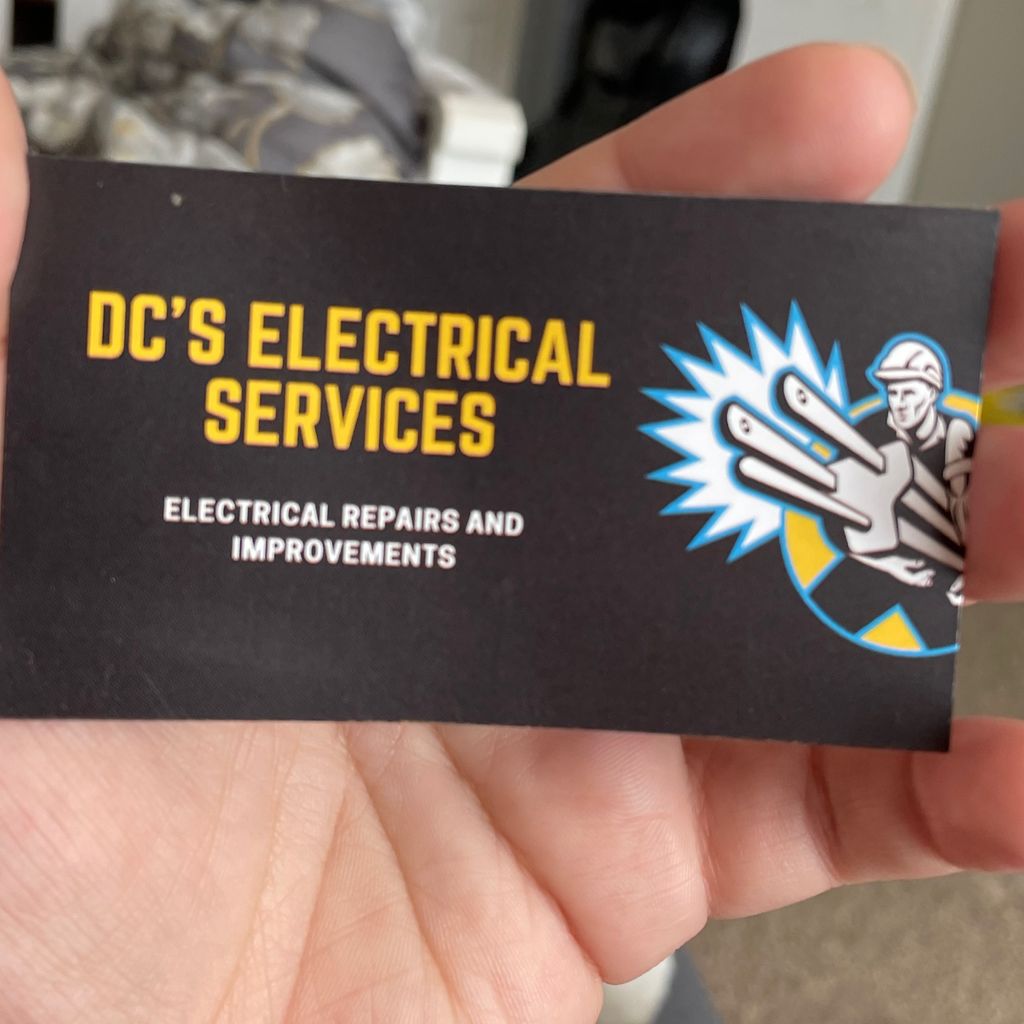 DC'S ELECTRICAL
SERVICES
ELECTRICAL REPAIRS AND
IMPROVEMENTS